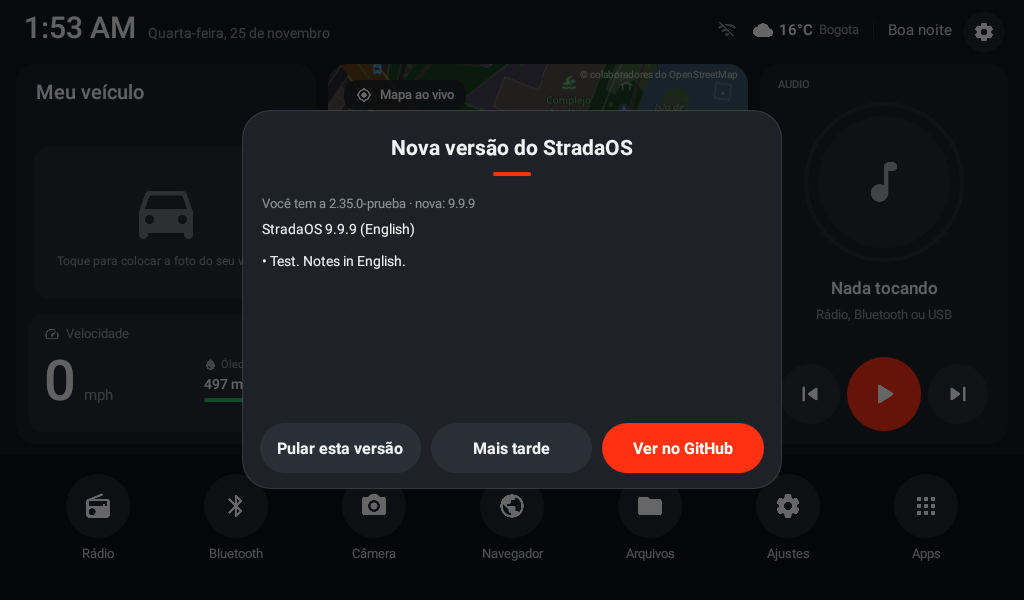 1:53 AM
Quarta-feira, 25 de novembro
16°C Bogota
Boa noite
Meu veículo
Mapa ao vivo
© colaboradores do OpenStreetMap
Complejo
AUDIO
Nova versão do StradaOS
Você tem a 2.35.0-prueba · nova: 9.9.9
StradaOS 9.9.9 (English)
• Test. Notes in English.
Pular esta versão
Mais tarde
Ver no GitHub
Toque para colocar a foto do seu v
Velocidade
0 mph
Óleo
497 m
Nada tocando
Rádio, Bluetooth ou USB
Rádio
Bluetooth
Câmera
Navegador
Arquivos
Ajustes
Apps